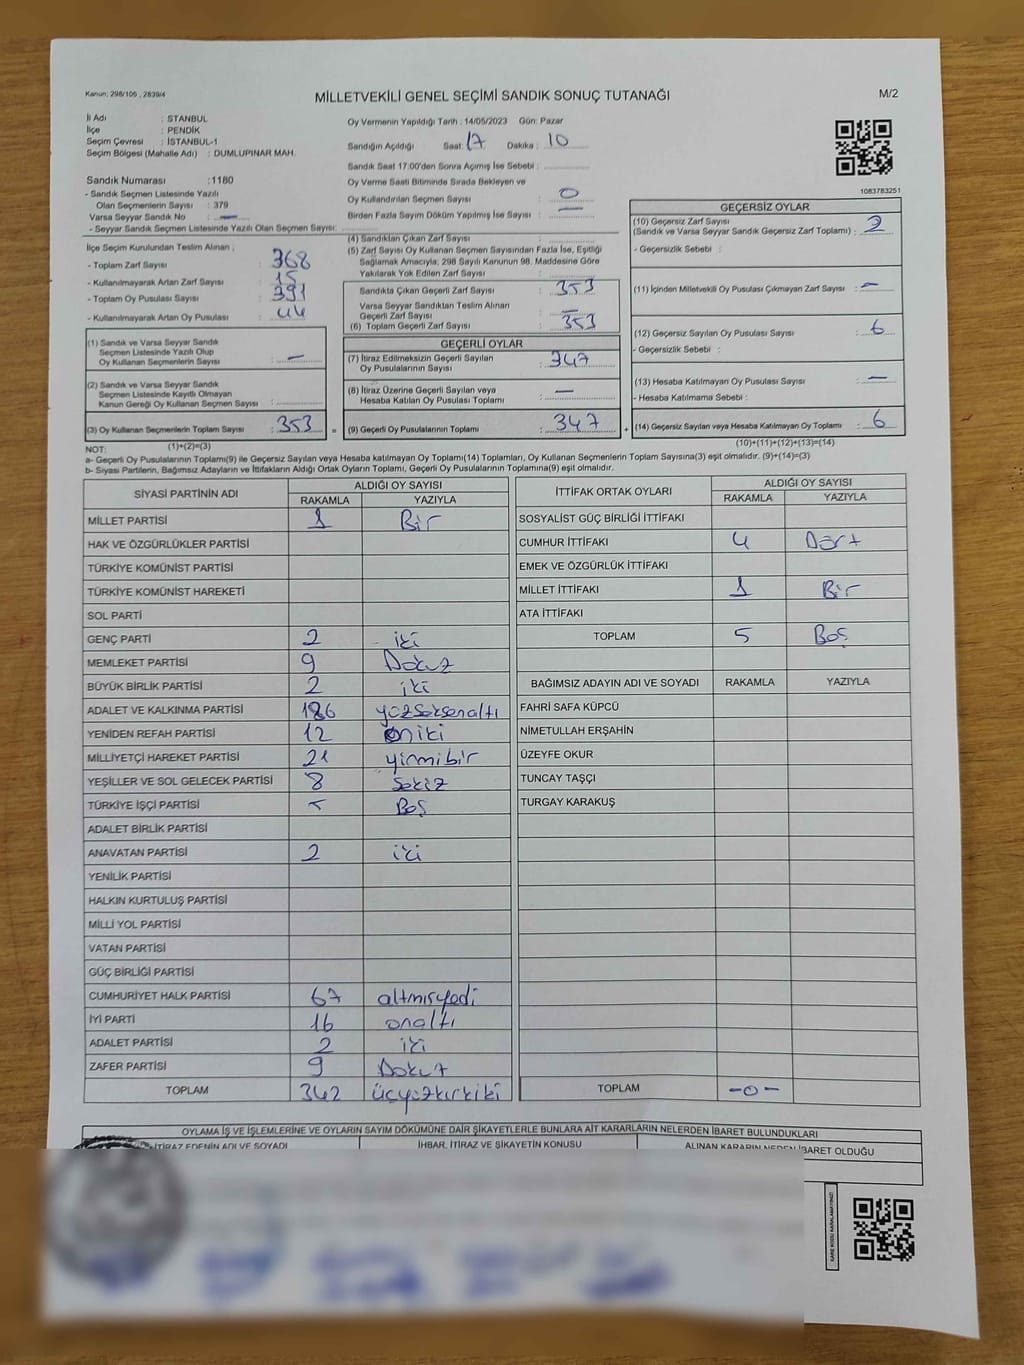 Kanun; 298/105 , 2839/4
MİLLETVEKİLİ GENEL SEÇİMİ SANDIK SONUÇ TUTANAĞI
M/2
İl Adı : STANBUL
İlçe : PENDİK
Seçim Çevresi : İSTANBUL-1
Seçim Bölgesi (Mahalle Adı) : DUMLUPINAR MAH.
Sandık Numarası :1180
- Sandık Seçmen Listesinde Yazılı
Olan Seçmenlerin Sayısı : 379
Varsa Seyyar Sandık No : —
- Seyyar Sandık Seçmen Listesinde Yazılı Olan Seçmen Sayısı:
Oy Vermenin Yapıldığı Tarih : 14/05/2023 Gün: Pazar
Sandığın Açıldığı Saat: 17 Dakika : 10
Sandık Saat 17:00'den Sonra Açımış İse Sebebi :
Oy Verme Saati Bitiminde Sırada Bekleyen ve
Oy Kullandırılan Seçmen Sayısı : 0
Birden Fazla Sayım Döküm Yapılmış İse Sayısı : —
1083783251
İlçe Seçim Kurulundan Teslim Alınan ;
- Toplam Zarf Sayısı : 368
- Kullanılmayarak Artan Zarf Sayısı : 15
- Toplam Oy Pusulası Sayısı : 391
- Kullanılmayarak Artan Oy Pusulası : 44
(1) Sandık ve Varsa Seyyar Sandık
Seçmen Listesinde Yazılı Olup
Oy Kullanan Seçmenlerin Sayısı : —
(2) Sandık ve Varsa Seyyar Sandık
Seçmen Listesinde Kayıtlı Olmayan
Kanun Gereği Oy Kullanan Seçmen Sayısı :
(3) Oy Kullanan Seçmenlerin Toplam Sayısı : 353 =
(4) Sandıktan Çıkan Zarf Sayısı :
(5) Zarf Sayısı Oy Kullanan Seçmen Sayısından Fazla İse, Eşitliği
Sağlamak Amacıyla; 298 Sayılı Kanunun 98. Maddesine Göre
Yakılarak Yok Edilen Zarf Sayısı :
Sandıkta Çıkan Geçerli Zarf Sayısı : 353
Varsa Seyyar Sandıktan Teslim Alınan
Geçerli Zarf Sayısı : —
(6) Toplam Geçerli Zarf Sayısı : 353
GEÇERLİ OYLAR
(7) İtiraz Edilmeksizin Geçerli Sayılan
Oy Pusulalarının Sayısı : 347
(8) İtiraz Üzerine Geçerli Sayılan veya
Hesaba Katılan Oy Pusulası Toplamı : —
(9) Geçerli Oy Pusulalarının Toplamı : 347 +
GEÇERSİZ OYLAR
(10) Geçersiz Zarf Sayısı
(Sandık ve Varsa Seyyar Sandık Geçersiz Zarf Toplamı) :
- Geçersizlik Sebebi :
(11) İçinden Milletvekili Oy Pusulası Çıkmayan Zarf Sayısı : —
(12) Geçersiz Sayılan Oy Pusulası Sayısı : 6
- Geçersizlik Sebebi :
(13) Hesaba Katılmayan Oy Pusulası Sayısı : —
- Hesaba Katılmama Sebebi :
(14) Geçersiz Sayılan veya Hesaba Katılmayan Oy Toplamı : 6
NOT: (1)+(2)=(3) (10)+(11)+(12)+(13)=(14)
a- Geçerli Oy Pusulalarının Toplamı(9) ile Geçersiz Sayılan veya Hesaba katılmayan Oy Toplamı(14) Toplamları, Oy Kullanan Seçmenlerin Toplam Sayısına(3) eşit olmalıdır. (9)+(14)=(3)
b- Siyasi Partilerin, Bağımsız Adayların ve İttifakların Aldığı Ortak Oyların Toplamı, Geçerli Oy Pusulalarının Toplamına(9) eşit olmalıdır.
SİYASİ PARTİNİN ADI ALDIĞI OY SAYISI
RAKAMLA YAZIYLA
MİLLET PARTİSİ 1 Bir
HAK VE ÖZGÜRLÜKLER PARTİSİ
TÜRKİYE KOMÜNİST PARTİSİ
TÜRKİYE KOMÜNİST HAREKETİ
SOL PARTİ
GENÇ PARTİ 2 iki
MEMLEKET PARTİSİ 9 Dokuz
BÜYÜK BİRLİK PARTİSİ 2 iki
ADALET VE KALKINMA PARTİSİ 186 yüzseksenaltı
YENİDEN REFAH PARTİSİ 12 oniki
MİLLİYETÇİ HAREKET PARTİSİ 21 yirmibir
YEŞİLLER VE SOL GELECEK PARTİSİ 8 Sekiz
TÜRKİYE İŞÇİ PARTİSİ 5 Beş
ADALET BİRLİK PARTİSİ
ANAVATAN PARTİSİ 2 iki
YENİLİK PARTİSİ
HALKIN KURTULUŞ PARTİSİ
MİLLİ YOL PARTİSİ
VATAN PARTİSİ
GÜÇ BİRLİĞİ PARTİSİ
CUMHURİYET HALK PARTİSİ 67 altmışyedi
İYİ PARTİ 16 onaltı
ADALET PARTİSİ 2 iki
ZAFER PARTİSİ 9 Dokuz
TOPLAM 342 üçyüzkırkiki
İTTİFAK ORTAK OYLARI ALDIĞI OY SAYISI
RAKAMLA YAZIYLA
SOSYALİST GÜÇ BİRLİĞİ İTTİFAKI
CUMHUR İTTİFAKI 4 Dört
EMEK VE ÖZGÜRLÜK İTTİFAKI
MİLLET İTTİFAKI 1 Bir
ATA İTTİFAKI
TOPLAM 5 Beş
BAĞIMSIZ ADAYIN ADI VE SOYADI RAKAMLA YAZIYLA
FAHRİ SAFA KÜPCÜ
NİMETULLAH ERŞAHİN
ÜZEYFE OKUR
TUNCAY TAŞÇI
TURGAY KARAKUŞ
TOPLAM -0-
OYLAMA İŞ VE İŞLEMLERİNE VE OYLARIN SAYIM DÖKÜMÜNE DAİR ŞİKAYETLERLE BUNLARA AİT KARARLARIN NELERDEN İBARET BULUNDUKLARI
İTİRAZ EDENİN ADI VE SOYADI İHBAR, İTİRAZ VE ŞİKAYETİN KONUSU ALINAN KARARIN NEDEN İBARET OLDUĞU
KARE KODU KARALAMAYINIZ!